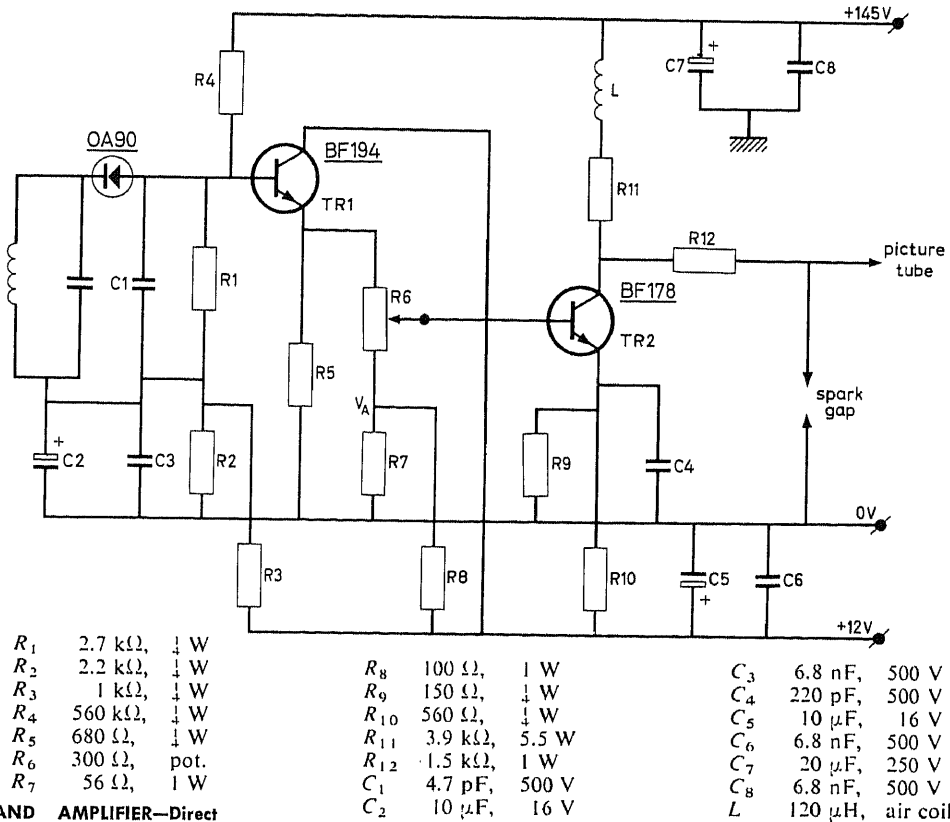 +145V
R4
L
C7
+
C8
OA90
BF194
TR1
R11
R12
picture
tube
C1
R1
R6
BF178
TR2
R5
spark
gap
VA
+
C2
C3
R2
R7
R9
C4
0V
R3
R8
R10
C5
+
C6
+12V
R1 2.7 kΩ, ¼ W
R2 2.2 kΩ, ¼ W
R3 1 kΩ, ¼ W
R4 560 kΩ, ¼ W
R5 680 Ω, ¼ W
R6 300 Ω, pot.
R7 56 Ω, 1 W
R8 100 Ω, 1 W
R9 150 Ω, ¼ W
R10 560 Ω, ¼ W
R11 3.9 kΩ, 5.5 W
R12 1.5 kΩ, 1 W
C1 4.7 pF, 500 V
C2 10 μF, 16 V
C3 6.8 nF, 500 V
C4 220 pF, 500 V
C5 10 μF, 16 V
C6 6.8 nF, 500 V
C7 20 μF, 250 V
C8 6.8 nF, 500 V
L 120 μH, air coil
AND AMPLIFIER—Direct